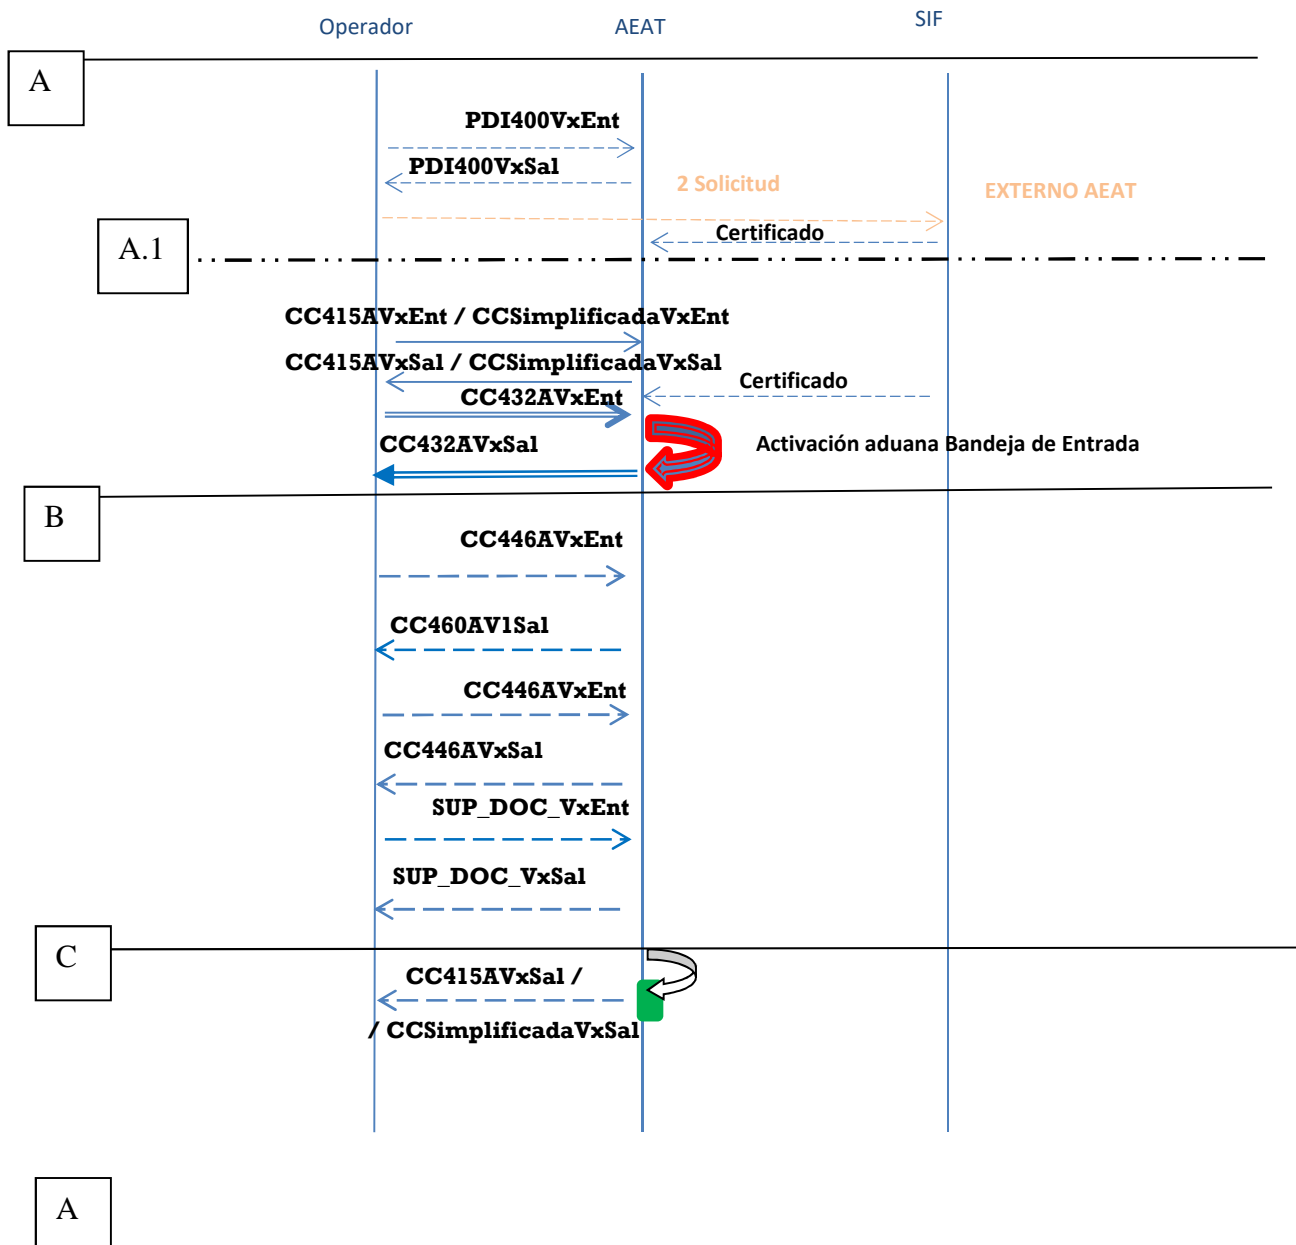 Operador
AEAT
SIF
A
PDI400VxEnt
PDI400VxSal
2 Solicitud
EXTERNO AEAT
Certificado
A.1
CC415AVxEnt / CCSimplificadaVxEnt
CC415AVxSal / CCSimplificadaVxSal
Certificado
CC432AVxEnt
CC432AVxSal
Activación aduana Bandeja de Entrada
B
CC446AVxEnt
CC460AV1Sal
CC446AVxEnt
CC446AVxSal
SUP_DOC_VxEnt
SUP_DOC_VxSal
C
CC415AVxSal /
/ CCSimplificadaVxSal
A